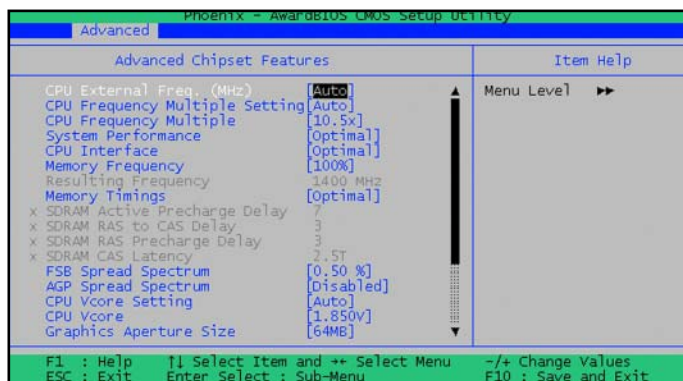 Phoenix - AwardBIOS CMOS Setup Utility
Advanced
Advanced Chipset Features
Item Help
CPU External Freq. (MHz) [Auto]
Menu Level ▸▸
CPU Frequency Multiple Setting[Auto]
CPU Frequency Multiple [10.5x]
System Performance [Optimal]
CPU Interface [Optimal]
Memory Frequency [100%]
Resulting Frequency 1400 MHz
Memory Timings [Optimal]
x SDRAM Active Precharge Delay 7
x SDRAM RAS to CAS Delay 3
x SDRAM RAS Precharge Delay 3
x SDRAM CAS Latency 2.5T
FSB Spread Spectrum [0.50 %]
AGP Spread Spectrum [Disabled]
CPU Vcore Setting [Auto]
CPU Vcore [1.850V]
Graphics Aperture Size [64MB]
F1 : Help ↑↓ Select Item and →← Select Menu -/+ Change Values
ESC : Exit Enter Select : Sub-Menu F10 : Save and Exit